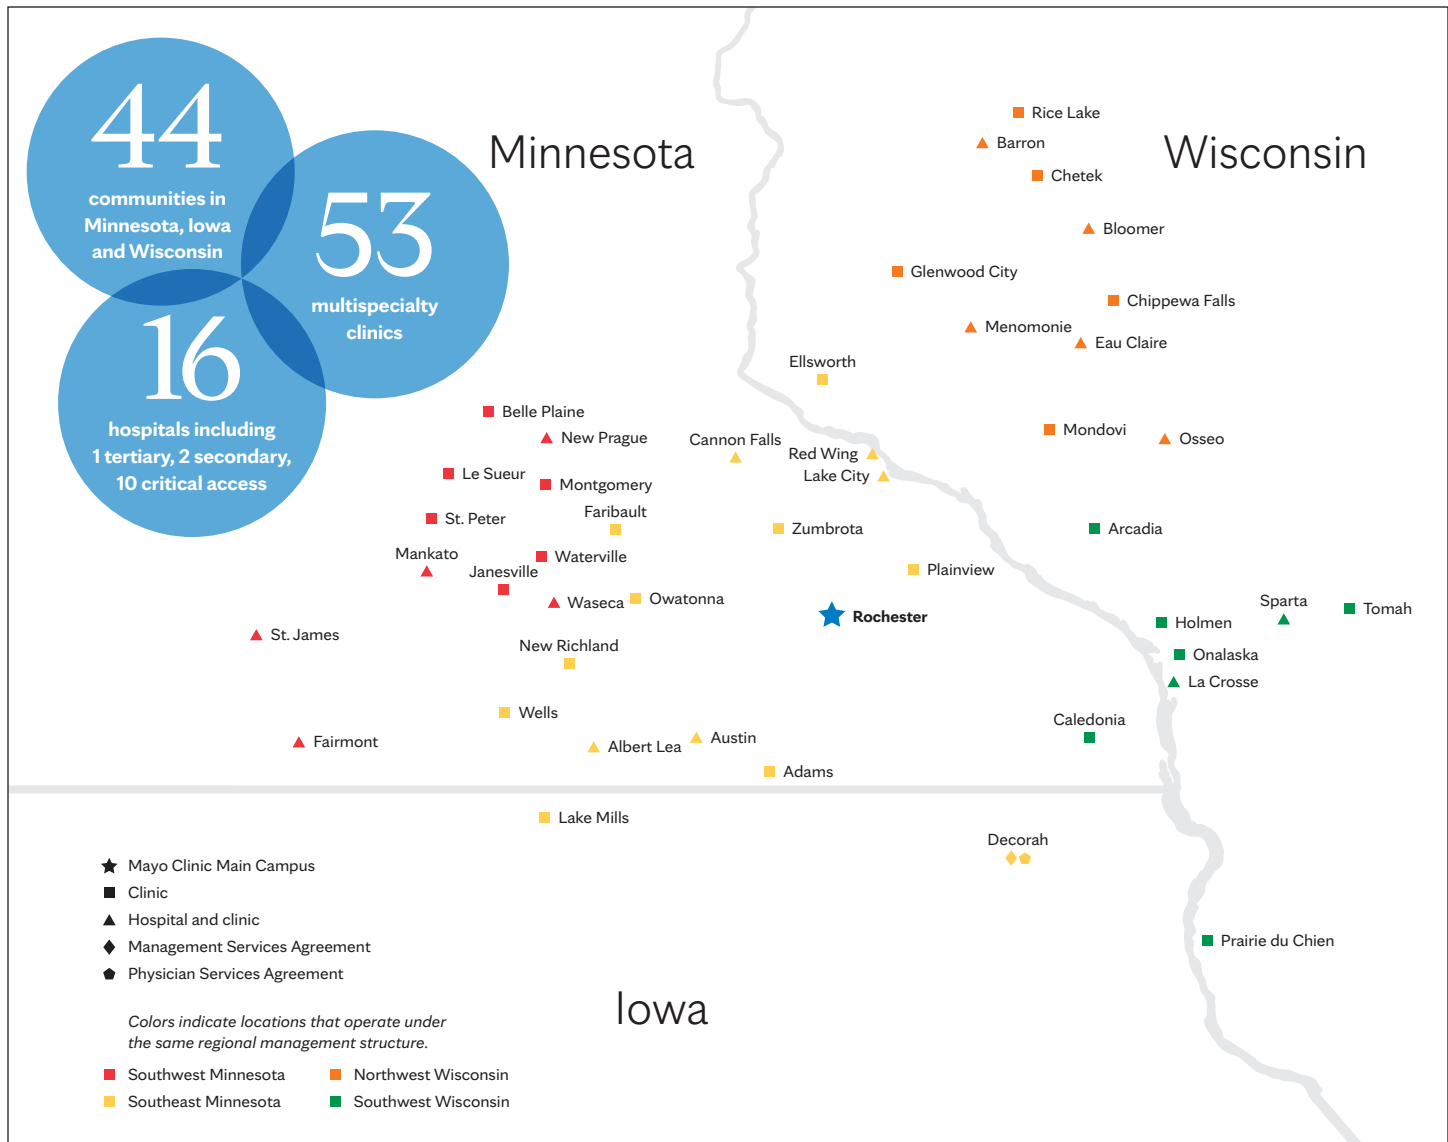 44
communities in
Minnesota, Iowa
and Wisconsin
53
multispecialty
clinics
16
hospitals including
1 tertiary, 2 secondary,
10 critical access
Minnesota
Wisconsin
Rice Lake
Barron
Chetek
Bloomer
Glenwood City
Chippewa Falls
Menomonie
Eau Claire
Ellsworth
Belle Plaine
New Prague
Cannon Falls
Red Wing
Lake City
Mondovi
Osseo
Le Sueur
Montgomery
Faribault
St. Peter
Zumbrota
Arcadia
Mankato
Waterville
Janesville
Plainview
Waseca
Owatonna
Rochester
Sparta
Tomah
Holmen
St. James
New Richland
Onalaska
La Crosse
Wells
Caledonia
Fairmont
Albert Lea
Austin
Adams
Lake Mills
Decorah
Prairie du Chien
Iowa
Mayo Clinic Main Campus
Clinic
Hospital and clinic
Management Services Agreement
Physician Services Agreement
Colors indicate locations that operate under
the same regional management structure.
Southwest Minnesota
Northwest Wisconsin
Southeast Minnesota
Southwest Wisconsin